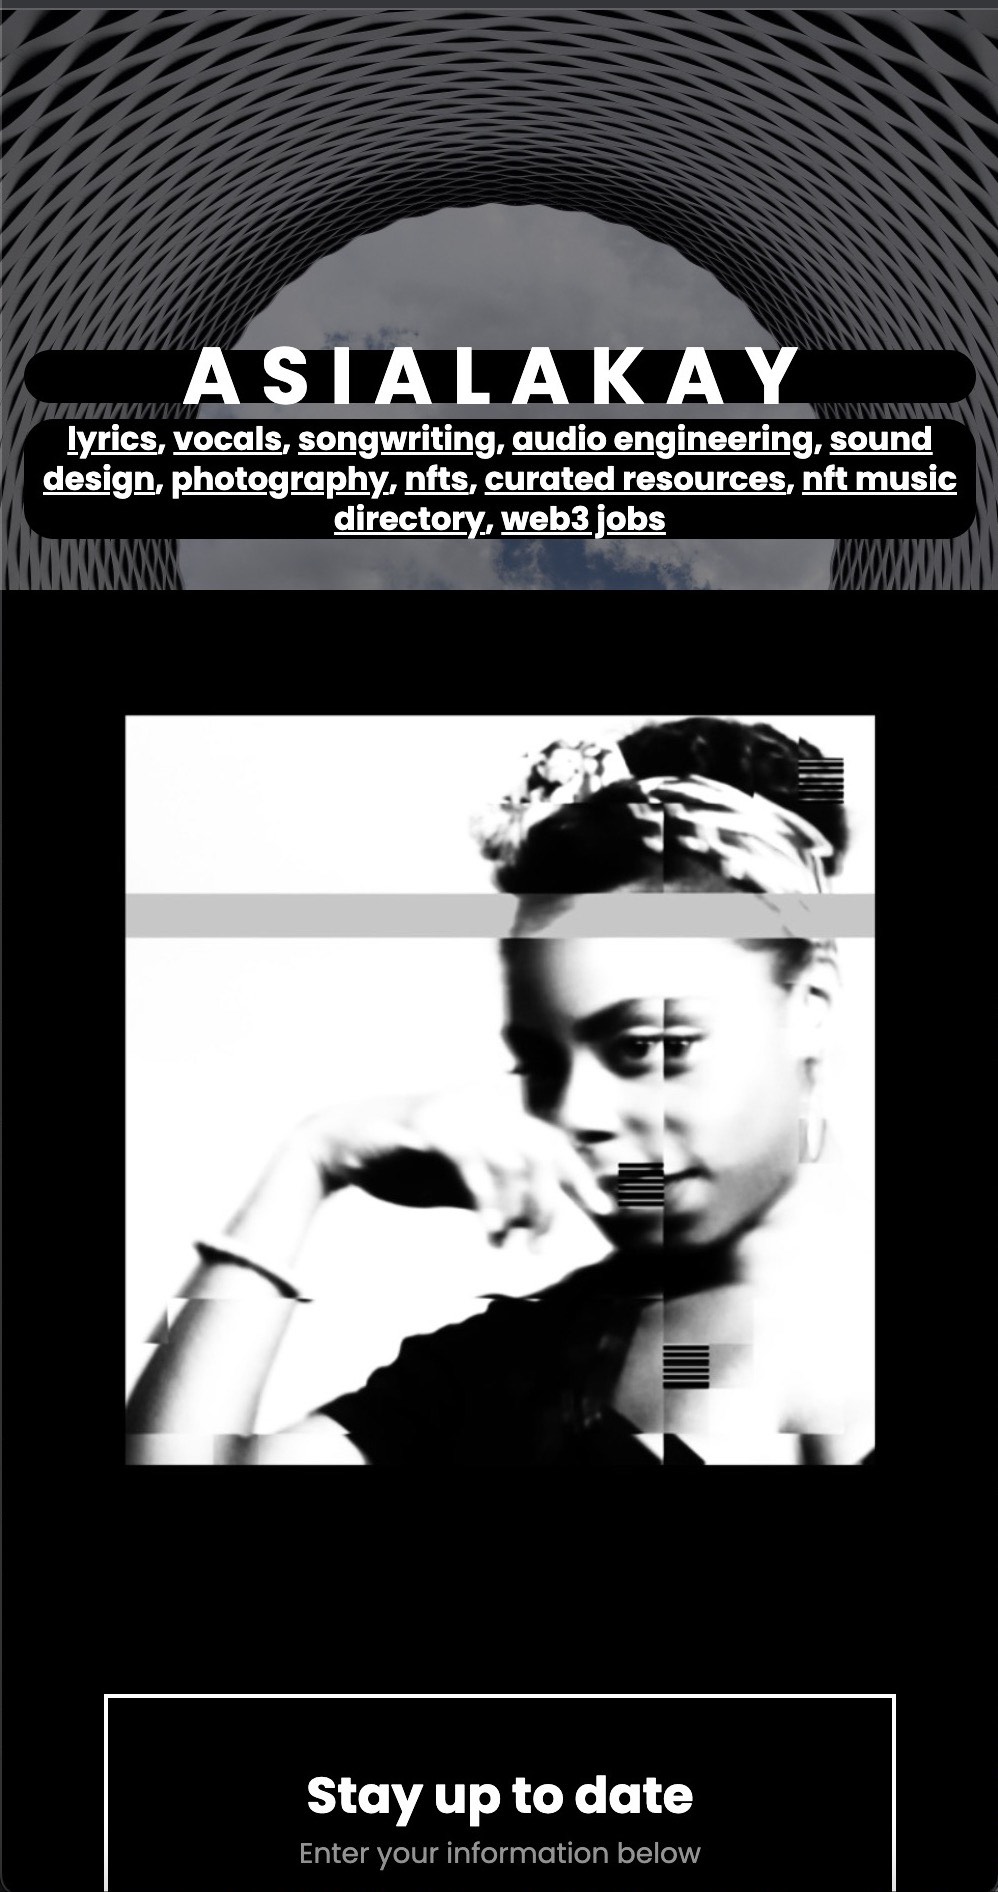 ASIALAKAY
lyrics, vocals, songwriting, audio engineering, sound
design, photography, nfts, curated resources, nft music
directory, web3 jobs
Stay up to date
Enter your information below